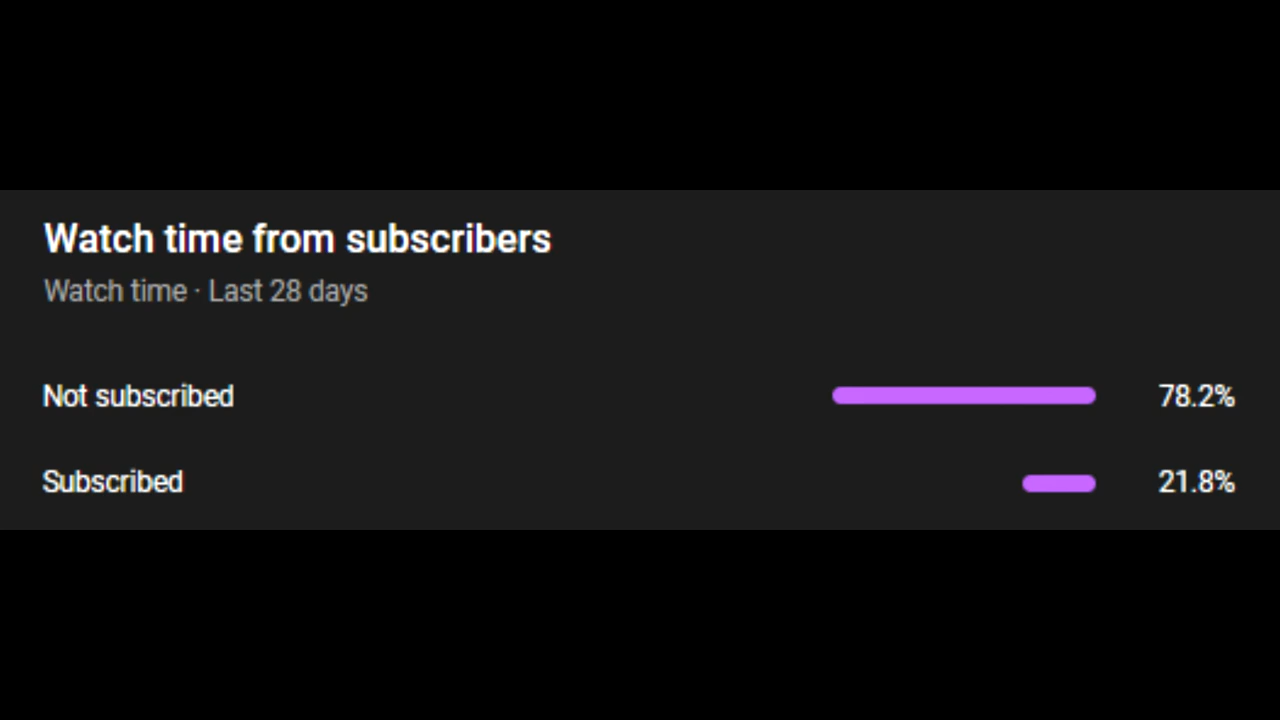 Watch time from subscribers
Watch time · Last 28 days
Not subscribed 78.2%
Subscribed 21.8%